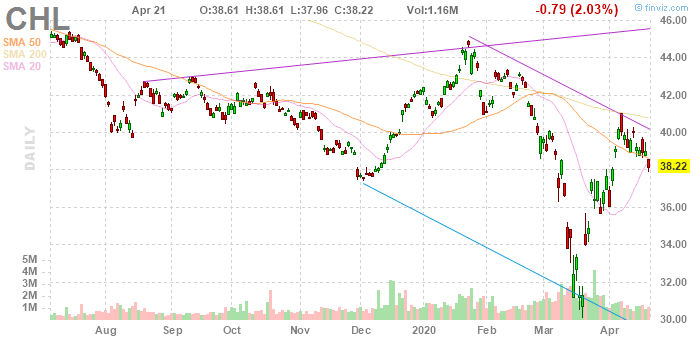 CHL
Apr 21 O:38.61 H:38.61 L:37.96 C:38.22 Vol:1.16M -0.79 (2.03%)
© finviz.com
SMA 50
SMA 200
SMA 20
DAILY
46.00
44.00
42.00
40.00
38.22
36.00
34.00
32.00
30.00
5M
4M
3M
2M
1M
Aug Sep Oct Nov Dec 2020 Feb Mar Apr